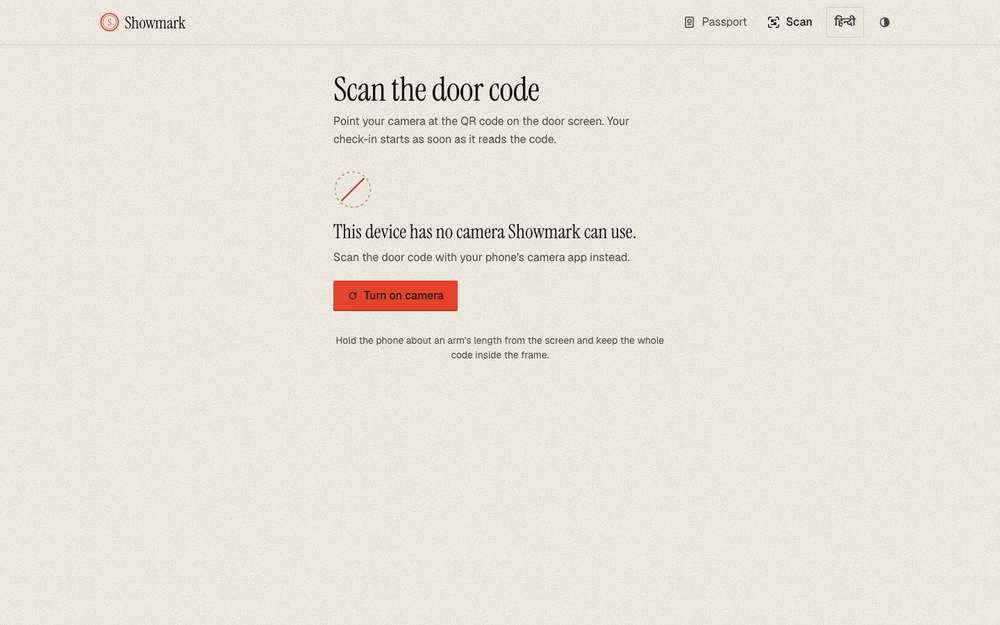 Showmark
Passport
Scan
हिन्दी
Scan the door code
Point your camera at the QR code on the door screen. Your
check-in starts as soon as it reads the code.
This device has no camera Showmark can use.
Scan the door code with your phone's camera app instead.
Turn on camera
Hold the phone about an arm's length from the screen and keep the whole
code inside the frame.